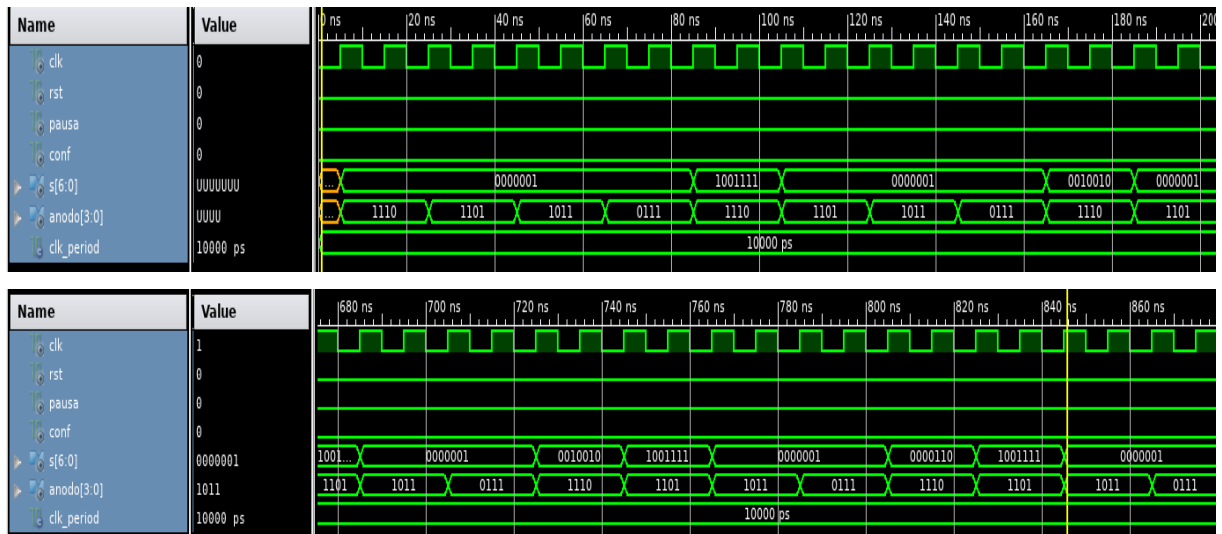 Name Value 0 ns 20 ns 40 ns 60 ns 80 ns 100 ns 120 ns 140 ns 160 ns 180 ns 200
clk 0
rst 0
pausa 0
conf 0
s[6:0] UUUUUUU ... 0000001 1001111 0000001 0010010 0000001
anodo[3:0] UUUU ... 1110 1101 1011 0111 1110 1101 1011 0111 1110 1101
clk_period 10000 ps 10000 ps
Name Value 680 ns 700 ns 720 ns 740 ns 760 ns 780 ns 800 ns 820 ns 840 ns 860 ns
clk 1
rst 0
pausa 0
conf 0
s[6:0] 0000001 1001... 0000001 0010010 1001111 0000001 0000110 1001111 0000001
anodo[3:0] 1011 1101 1011 0111 1110 1101 1011 0111 1110 1101 1011 0111
clk_period 10000 ps 10000 ps